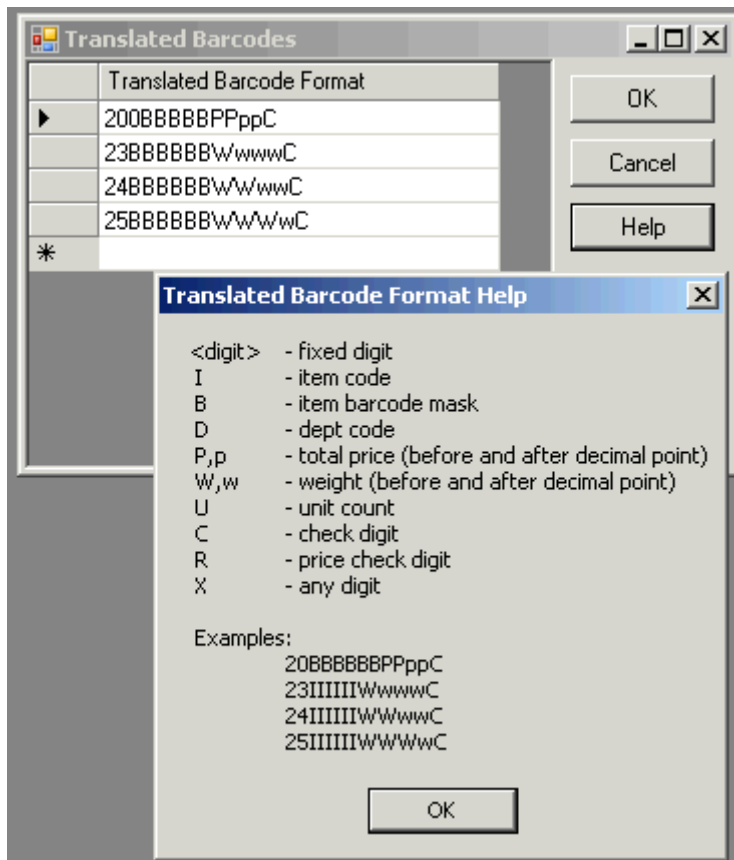 Translated Barcodes
Translated Barcode Format
200BBBBBPPppC
23BBBBBBWwwwC
24BBBBBBWWwwC
25BBBBBBWWWwC
OK
Cancel
Help
Translated Barcode Format Help
<digit> - fixed digit
I - item code
B - item barcode mask
D - dept code
P,p - total price (before and after decimal point)
W,w - weight (before and after decimal point)
U - unit count
C - check digit
R - price check digit
X - any digit
Examples:
20BBBBBBPPppC
23IIIIIIWwwwC
24IIIIIIWWwwC
25IIIIIIWWWwC
OK